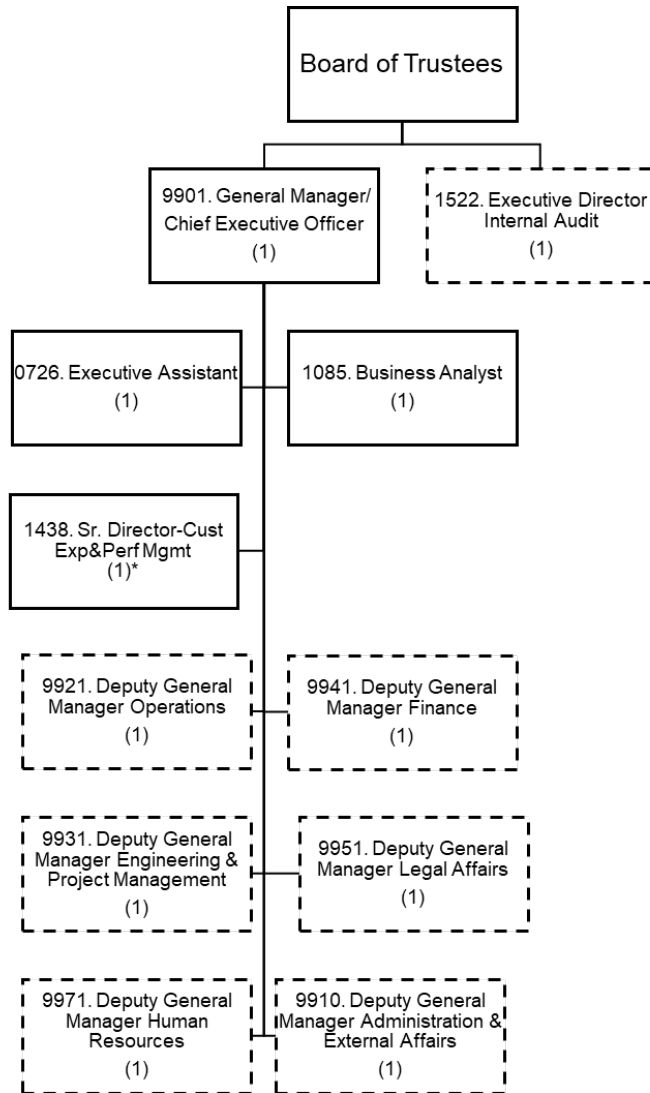 Board of Trustees
9901. General Manager/
Chief Executive Officer
(1)
1522. Executive Director
Internal Audit
(1)
0726. Executive Assistant
(1)
1085. Business Analyst
(1)
1438. Sr. Director-Cust
Exp&Perf Mgmt
(1)*
9921. Deputy General
Manager Operations
(1)
9941. Deputy General
Manager Finance
(1)
9931. Deputy General
Manager Engineering &
Project Management
(1)
9951. Deputy General
Manager Legal Affairs
(1)
9971. Deputy General
Manager Human
Resources
(1)
9910. Deputy General
Manager Administration &
External Affairs
(1)